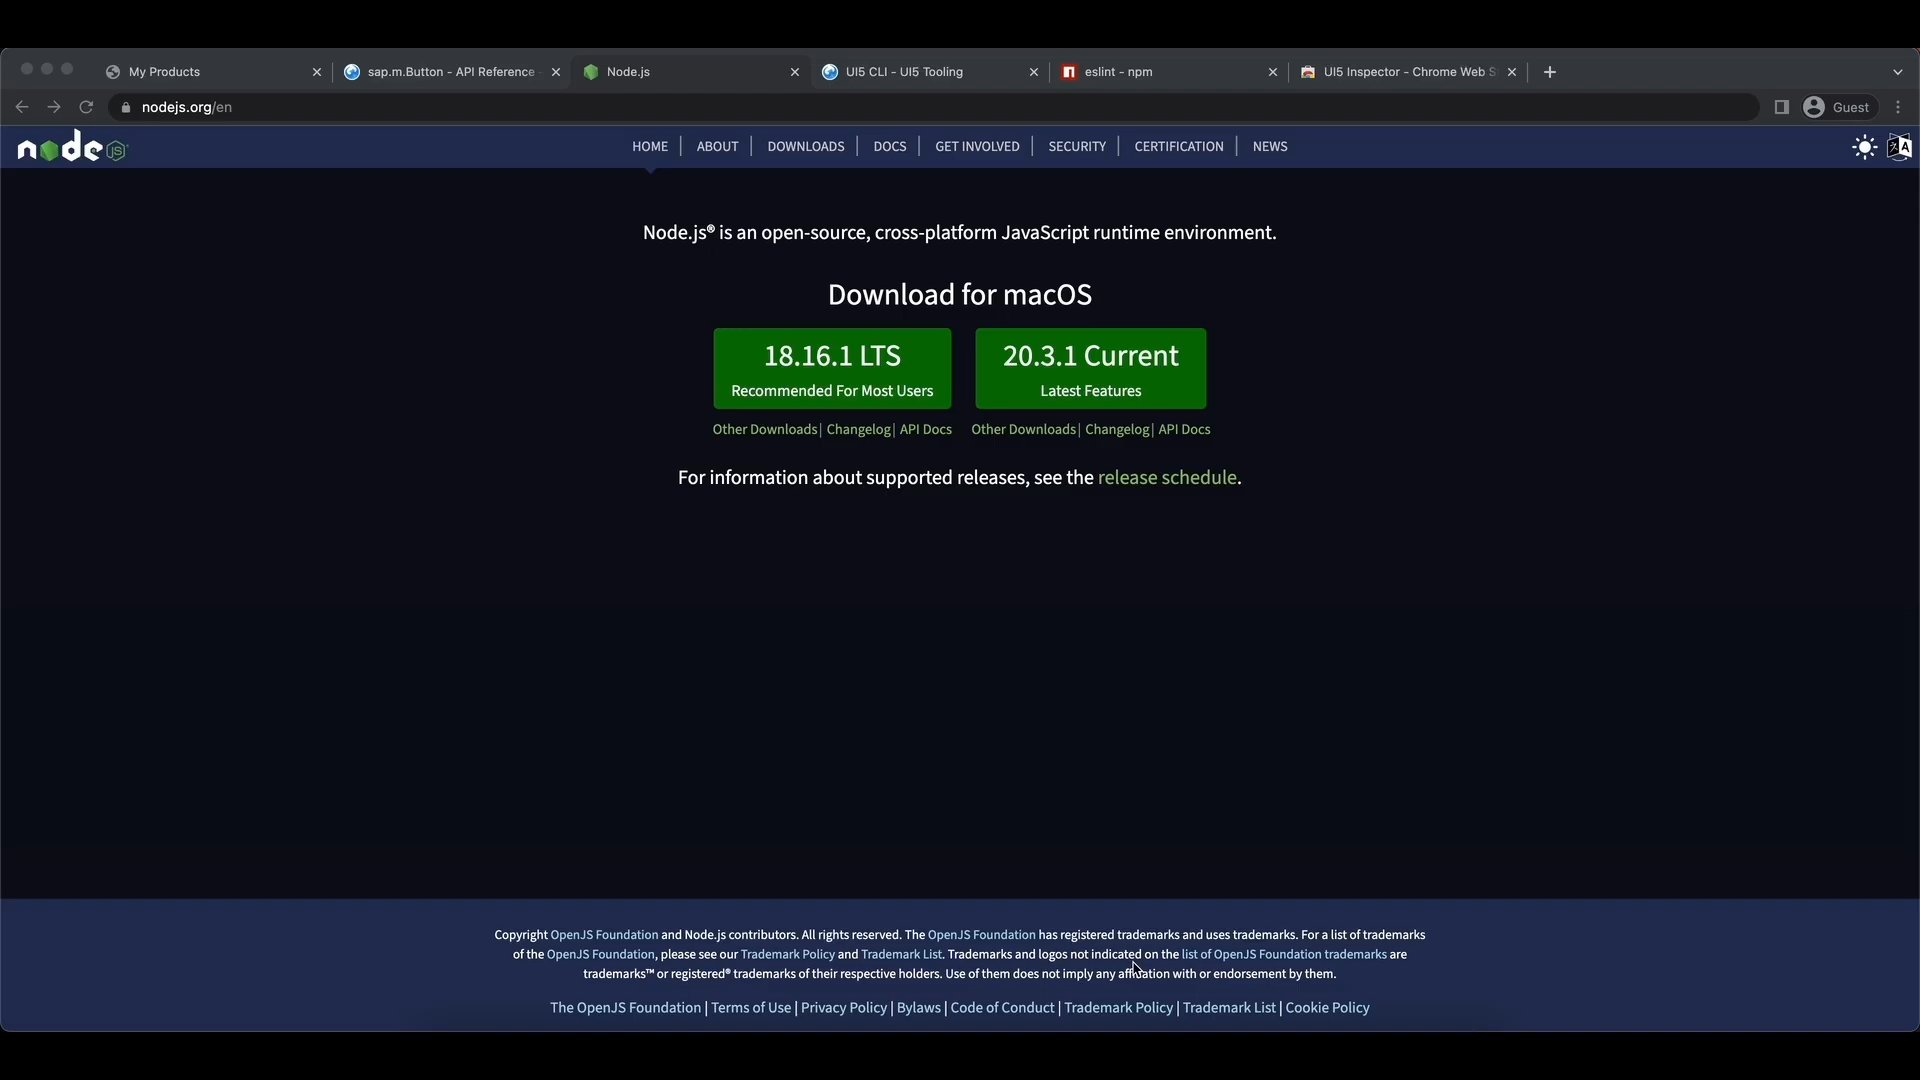 My Products
sap.m.Button - API Reference -
Node.js
UI5 CLI - UI5 Tooling
eslint - npm
UI5 Inspector - Chrome Web S
nodejs.org/en
Guest
node JS
HOME | ABOUT | DOWNLOADS | DOCS | GET INVOLVED | SECURITY | CERTIFICATION | NEWS
Node.js® is an open-source, cross-platform JavaScript runtime environment.
Download for macOS
18.16.1 LTS
Recommended For Most Users
20.3.1 Current
Latest Features
Other Downloads | Changelog | API Docs
Other Downloads | Changelog | API Docs
For information about supported releases, see the release schedule.
Copyright OpenJS Foundation and Node.js contributors. All rights reserved. The OpenJS Foundation has registered trademarks and uses trademarks. For a list of trademarks
of the OpenJS Foundation, please see our Trademark Policy and Trademark List. Trademarks and logos not indicated on the list of OpenJS Foundation trademarks are
trademarks™ or registered® trademarks of their respective holders. Use of them does not imply any affiliation with or endorsement by them.
The OpenJS Foundation | Terms of Use | Privacy Policy | Bylaws | Code of Conduct | Trademark Policy | Trademark List | Cookie Policy